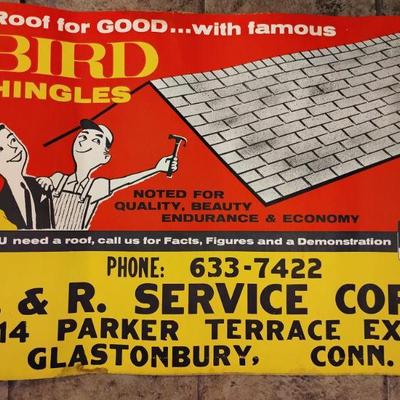 Roof for GOOD...with famous
BIRD
HINGLES
NOTED FOR
QUALITY, BEAUTY
ENDURANCE & ECONOMY
U need a roof, call us for Facts, Figures and a Demonstration
PHONE: 633-7422
. & R. SERVICE COR
14 PARKER TERRACE EX
GLASTONBURY, CONN.